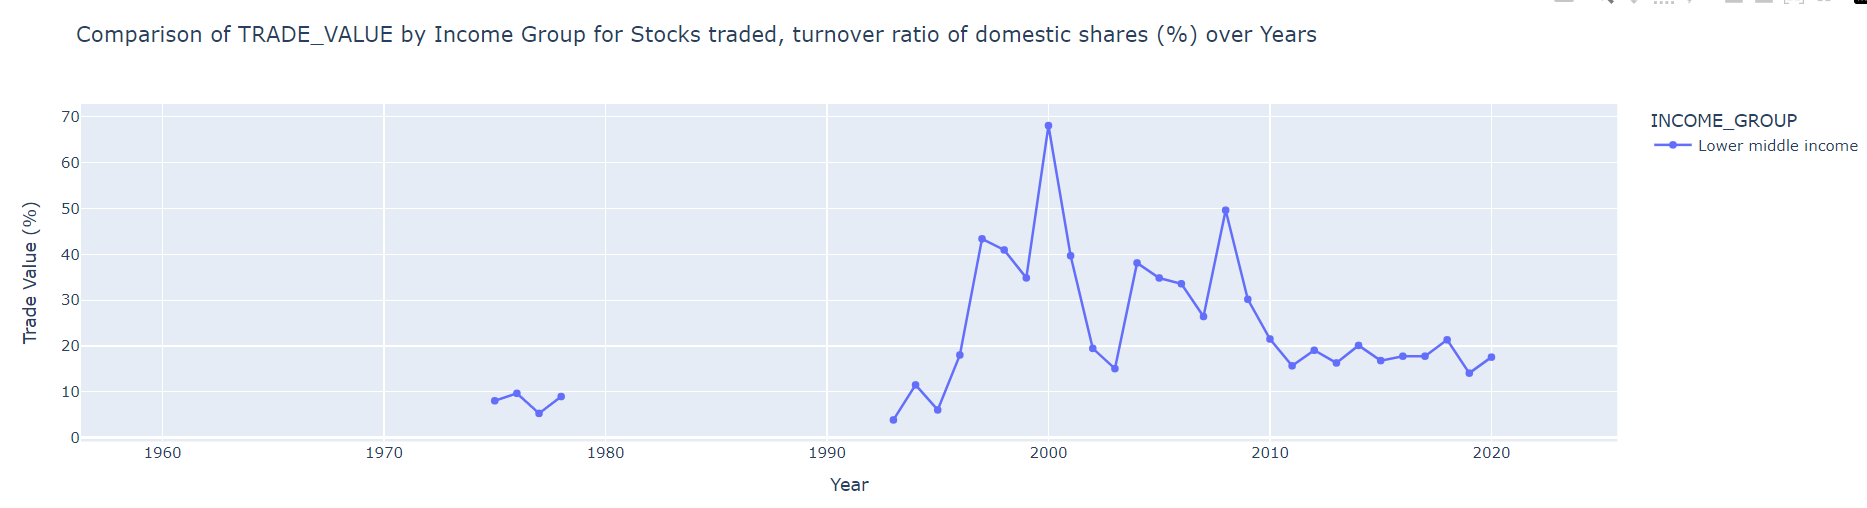 Comparison of TRADE_VALUE by Income Group for Stocks traded, turnover ratio of domestic shares (%) over Years
INCOME_GROUP
Lower middle income
Trade Value (%)
70
60
50
40
30
20
10
0
1960 1970 1980 1990 2000 2010 2020
Year